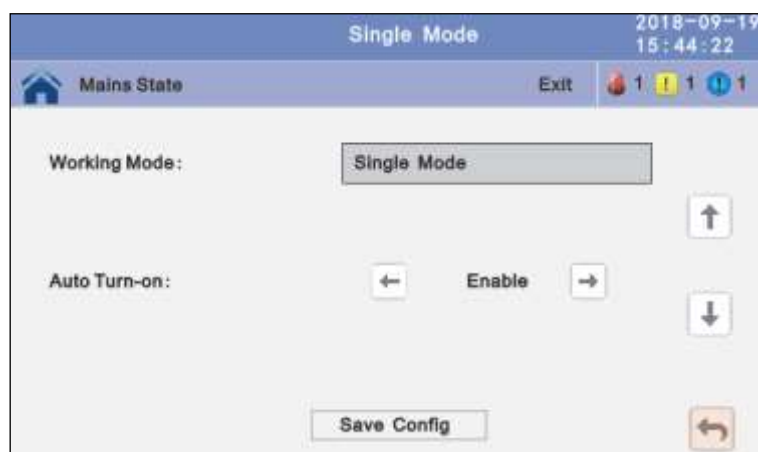 Single Mode
2018-09-19
15:44:22
Mains State Exit 1 ! 1 ! 1
Working Mode: Single Mode
Auto Turn-on: Enable
Save Config